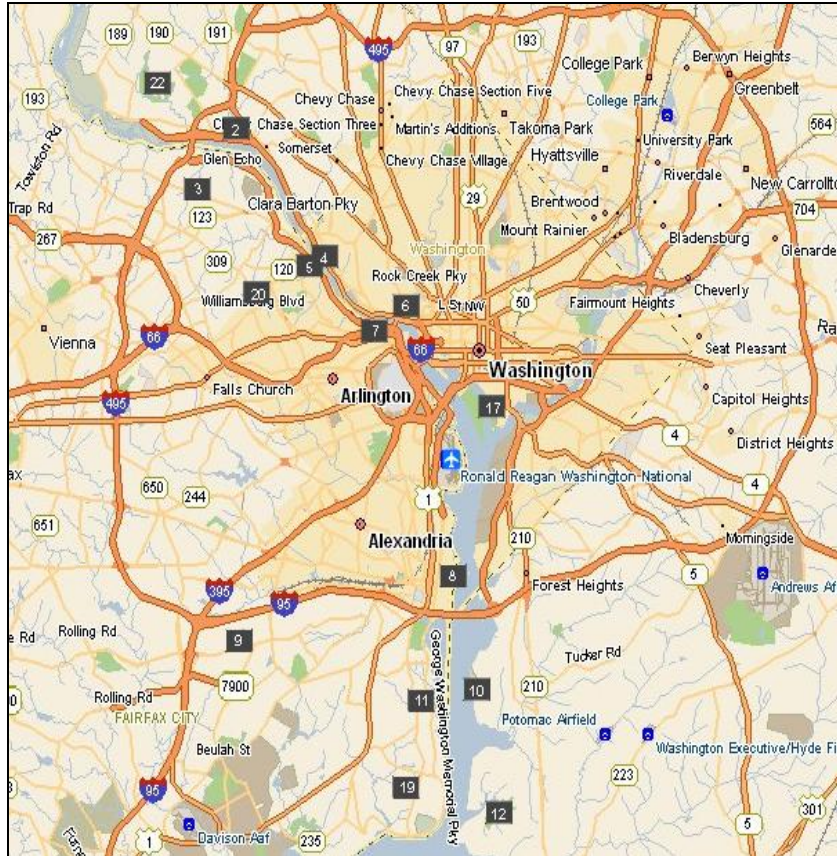 189
190
191
495
97
193
College Park
Berwyn Heights
Greenbelt
22
193
Chevy Chase
Chevy Chase Section Five
College Park
564
2
Chase Section Three
Martin's Additions
Takoma Park
University Park
Towlston Rd
Somerset
Glen Echo
Chevy Chase Village
Hyattsville
Riverdale
New Carrollto
3
Clara Barton Pky
29
Brentwood
704
Trap Rd
123
Mount Rainier
Bladensburg
267
309
120
5
4
Washington
Glenarde
20
Williamsburg Blvd
Rock Creek Pky
6
L St NW
50
Fairmount Heights
Cheverly
Vienna
66
7
66
Washington
Seat Pleasant
Ra
Falls Church
495
Arlington
17
Capitol Heights
4
District Heights
650
244
Ronald Reagan Washington National
4
651
1
Alexandria
210
Morningside
395
95
8
Forest Heights
5
Andrews Af
e Rd
Rolling Rd
9
Tucker Rd
7900
Rolling Rd
FAIRFAX CITY
11
10
210
George Washington Memorial Pky
Potomac Airfield
Beulah St
Washington Executive/Hyde Fi
95
19
12
223
Davison Aaf
1
235
5
301